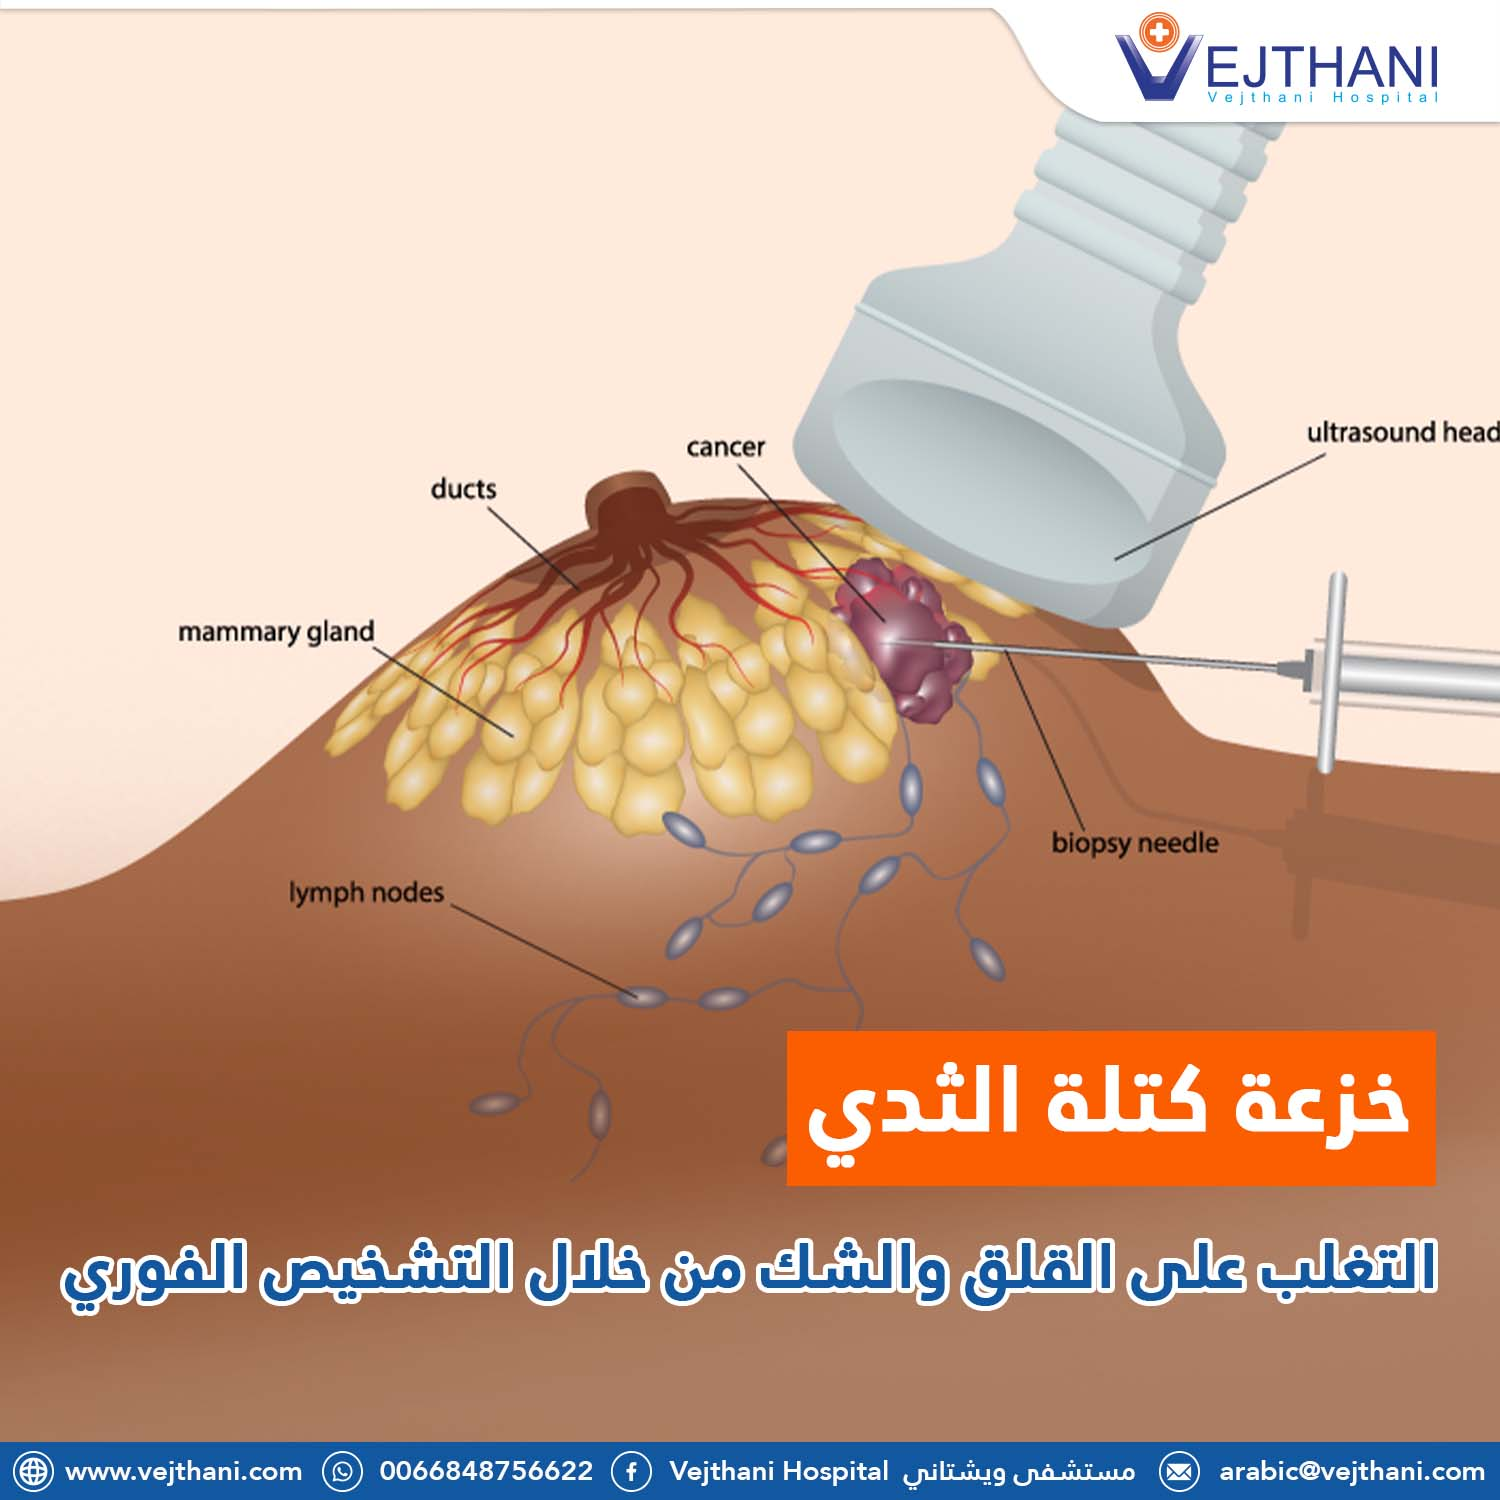 VEJTHANI
Vejthani Hospital
ultrasound head
cancer
ducts
mammary gland
biopsy needle
lymph nodes
خزعة كتلة الثدي
التغلب على القلق والشك من خلال التشخيص الفوري
www.vejthani.com 0066848756622 Vejthani Hospital مستشفى ويشتاني arabic@vejthani.com